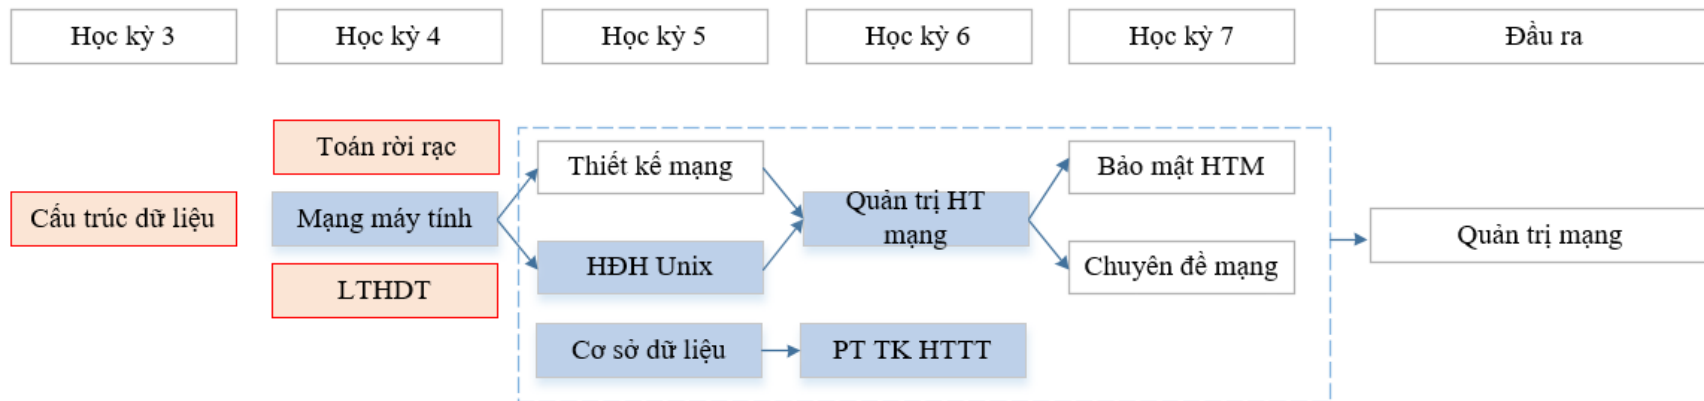 Học kỳ 3
Học kỳ 4
Học kỳ 5
Học kỳ 6
Học kỳ 7
Đầu ra
Cấu trúc dữ liệu
Toán rời rạc
Mạng máy tính
LTHDT
Thiết kế mạng
HĐH Unix
Cơ sở dữ liệu
Quản trị HT
mạng
PT TK HTTT
Bảo mật HTM
Chuyên đề mạng
Quản trị mạng